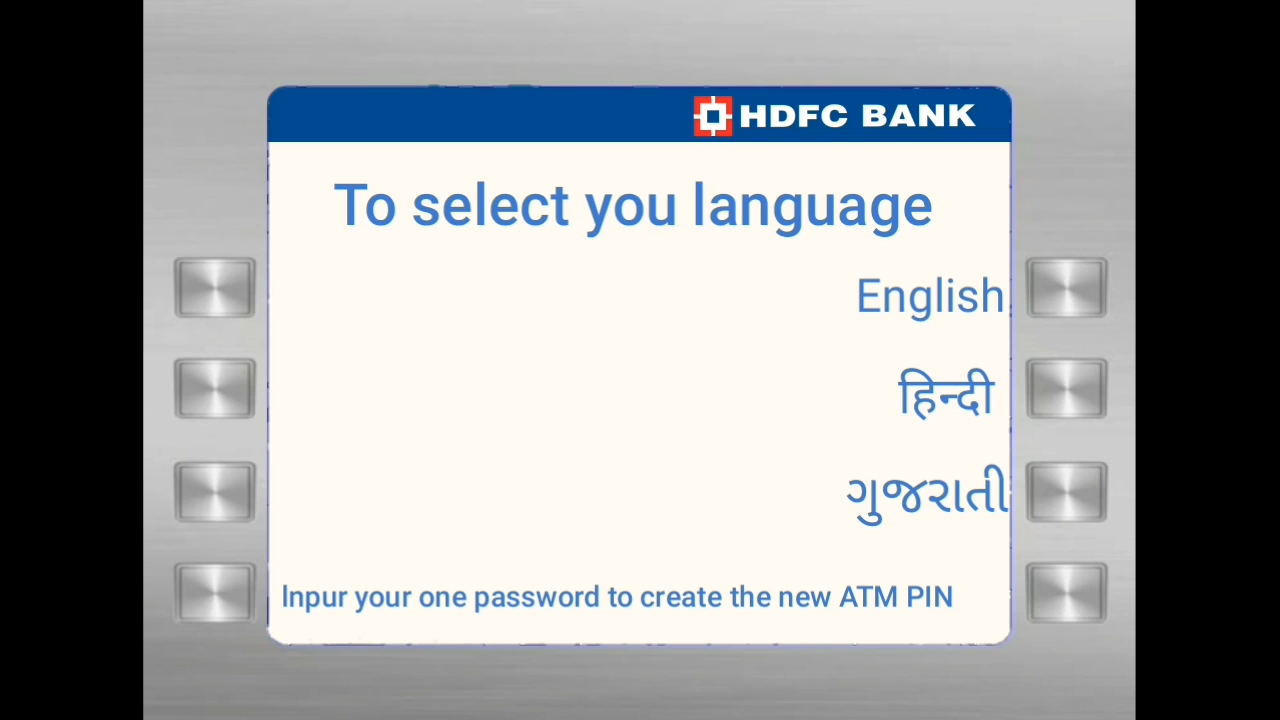 HDFC BANK
To select you language
English
हिन्दी
ગુજરાતી
Inpur your one password to create the new ATM PIN